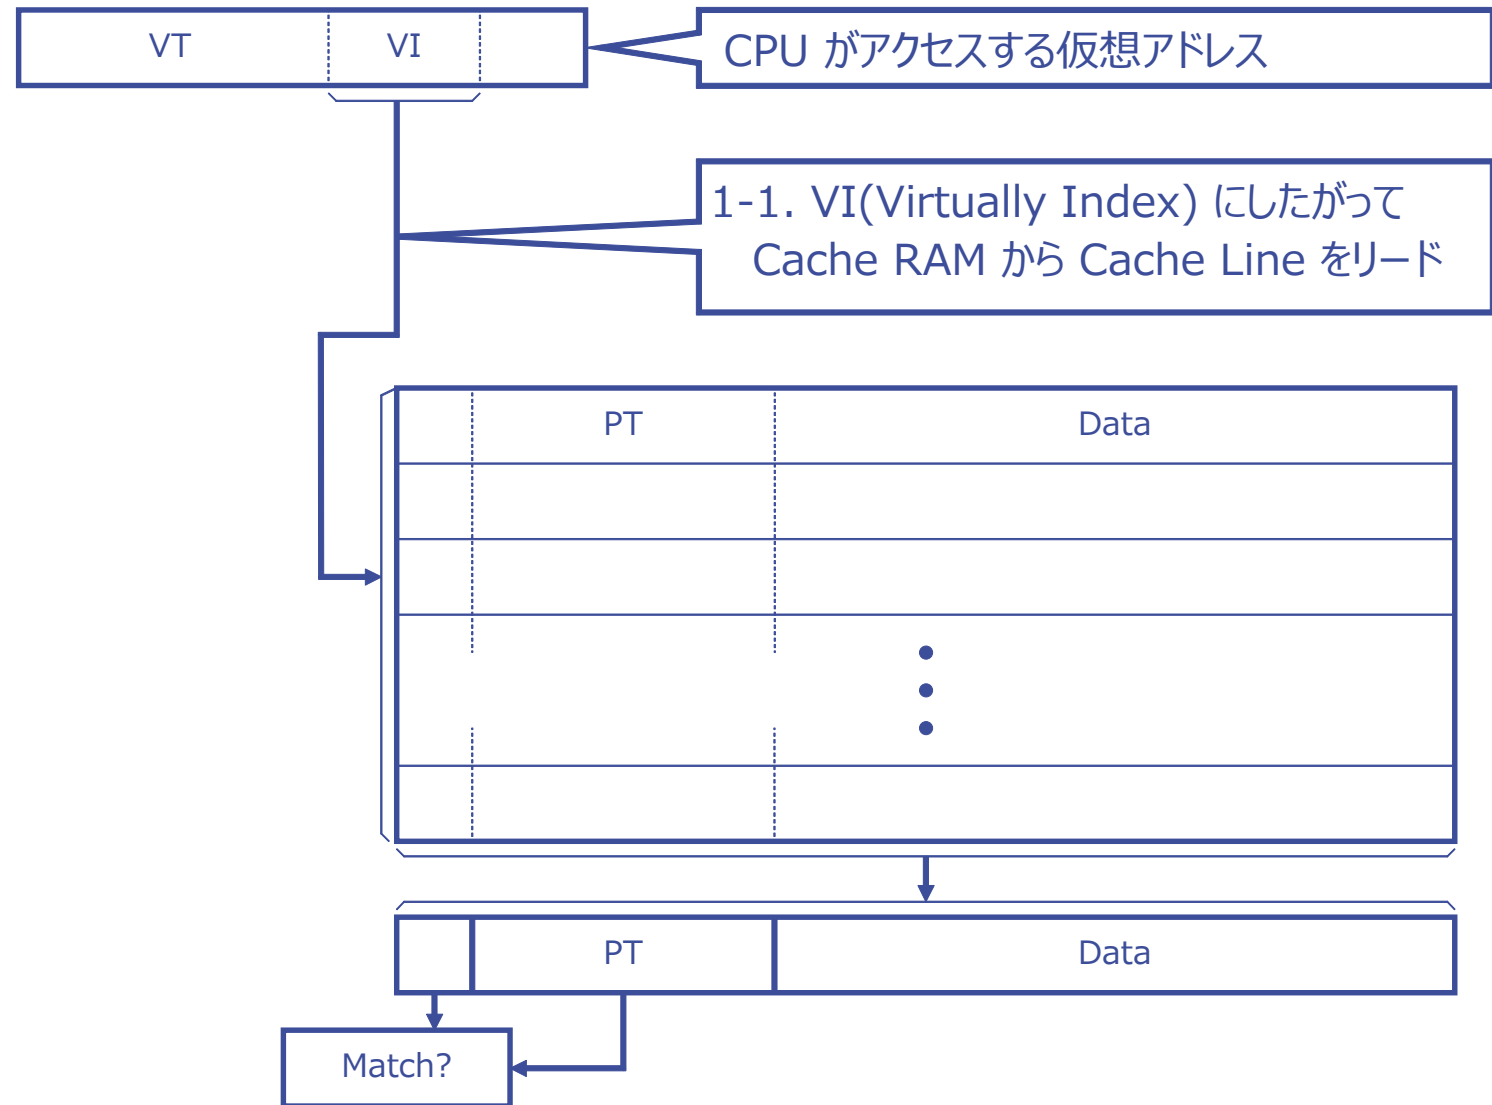 VT VI
CPU がアクセスする仮想アドレス
1-1. VI(Virtually Index) にしたがって
Cache RAM から Cache Line をリード
PT Data
PT Data
Match?